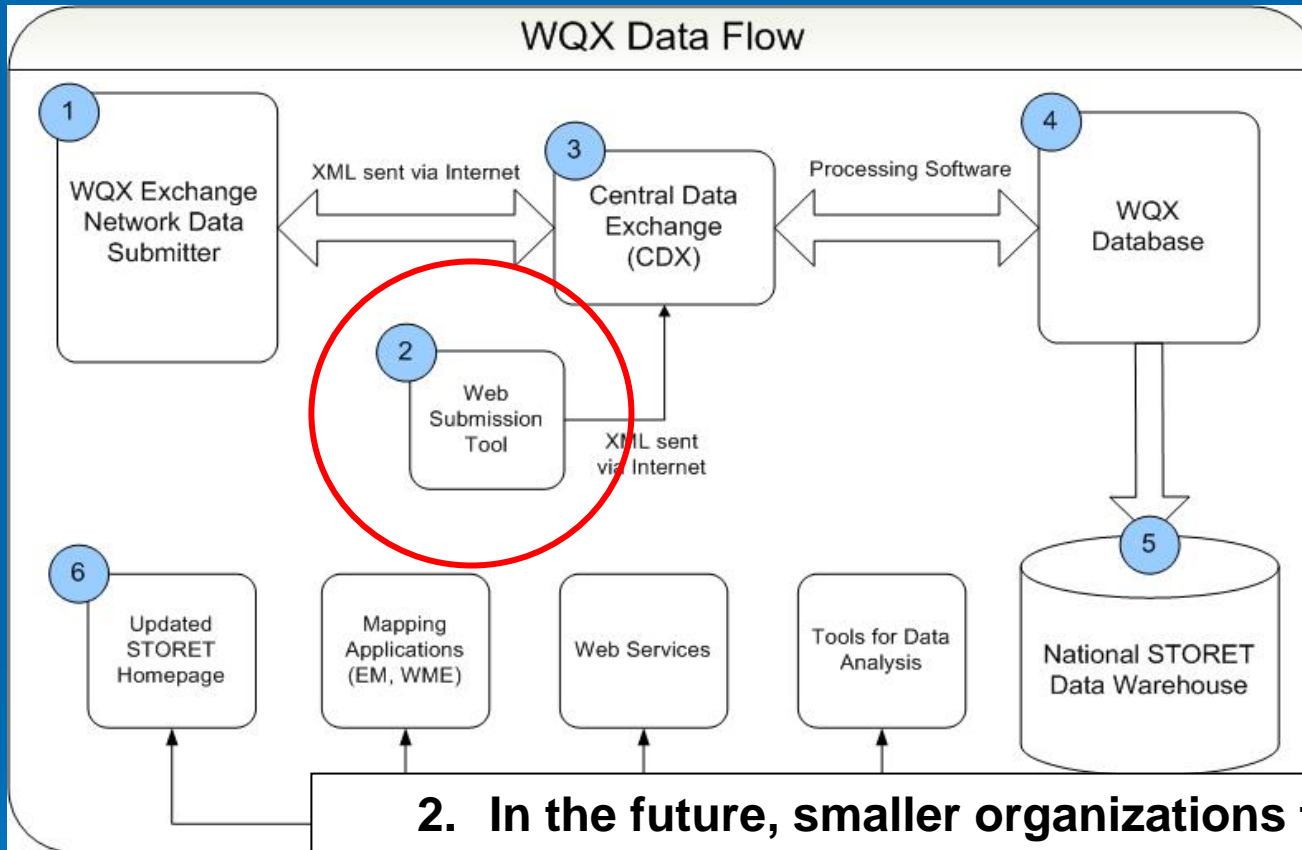 WQX Data Flow
1
WQX Exchange
Network Data
Submitter
XML sent via Internet
3
Central Data
Exchange
(CDX)
Processing Software
4
WQX
Database
2
Web
Submission
Tool
XML sent
via Internet
5
National STORET
Data Warehouse
6
Updated
STORET
Homepage
Mapping
Applications
(EM, WME)
Web Services
Tools for Data
Analysis
2. In the future, smaller organizations